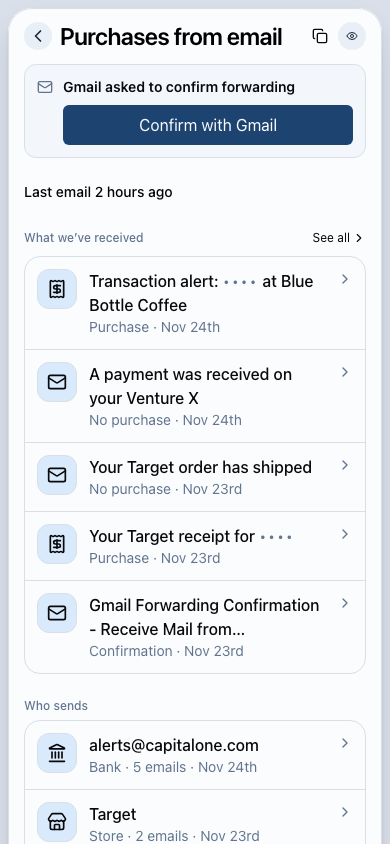 Purchases from email
Gmail asked to confirm forwarding
Confirm with Gmail
Last email 2 hours ago
What we’ve received
See all
Transaction alert: •••• at Blue
Bottle Coffee
Purchase · Nov 24th
A payment was received on
your Venture X
No purchase · Nov 24th
Your Target order has shipped
No purchase · Nov 23rd
Your Target receipt for ••••
Purchase · Nov 23rd
Gmail Forwarding Confirmation
- Receive Mail from...
Confirmation · Nov 23rd
Who sends
alerts@capitalone.com
Bank · 5 emails · Nov 24th
Target
Store · 2 emails · Nov 23rd